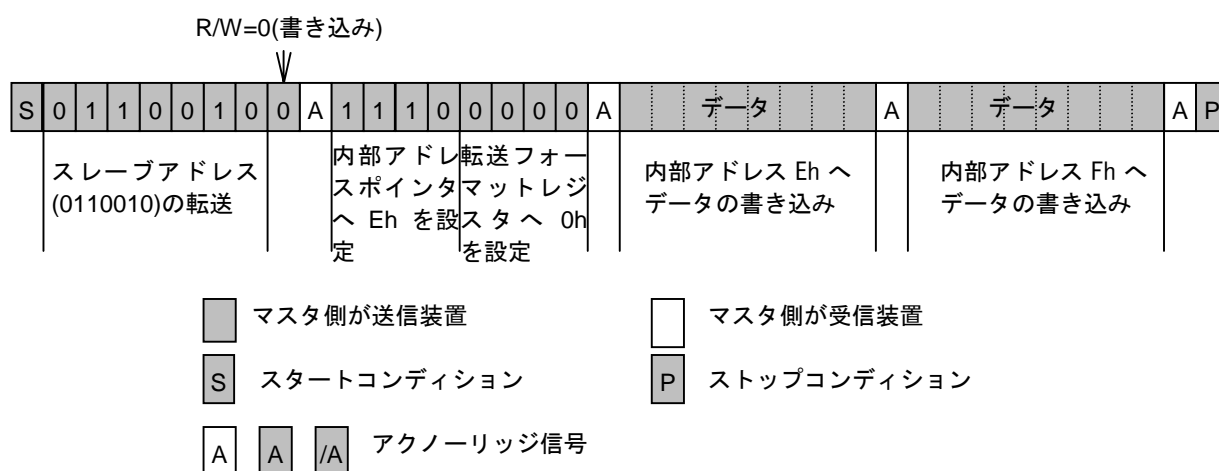 R/W=0(書き込み)
S 0 1 1 0 0 1 0 0 A 1 1 1 0 0 0 0 0 A データ A データ A P
スレーブアドレス
(0110010)の転送
内部アドレ
スポインタ
へ Eh を設
定
転送フォー
マットレジ
スタへ 0h
を設定
内部アドレス Eh へ
データの書き込み
内部アドレス Fh へ
データの書き込み
マスタ側が送信装置
マスタ側が受信装置
S スタートコンディション
P ストップコンディション
A A /A アクノーリッジ信号